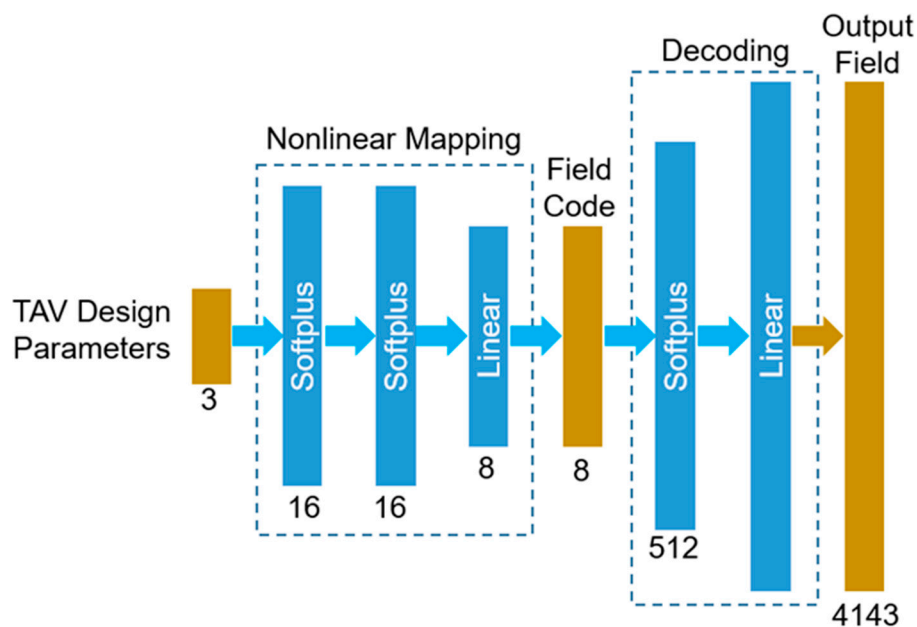 Output
Field
Decoding
Nonlinear Mapping
Field
Code
TAV Design
Parameters
Softplus
Softplus
Linear
Softplus
Linear
3
16
16
8
8
512
4143